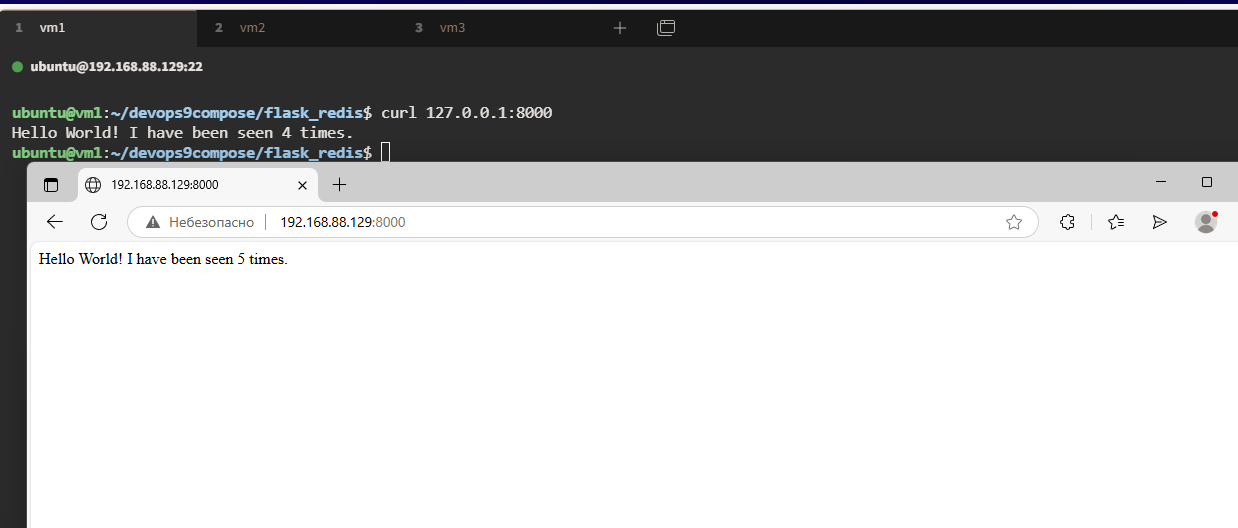 1 vm1 2 vm2 3 vm3
ubuntu@192.168.88.129:22
ubuntu@vm1:~/devops9compose/flask_redis$ curl 127.0.0.1:8000
Hello World! I have been seen 4 times.
ubuntu@vm1:~/devops9compose/flask_redis$
192.168.88.129:8000
Небезопасно 192.168.88.129:8000
Hello World! I have been seen 5 times.